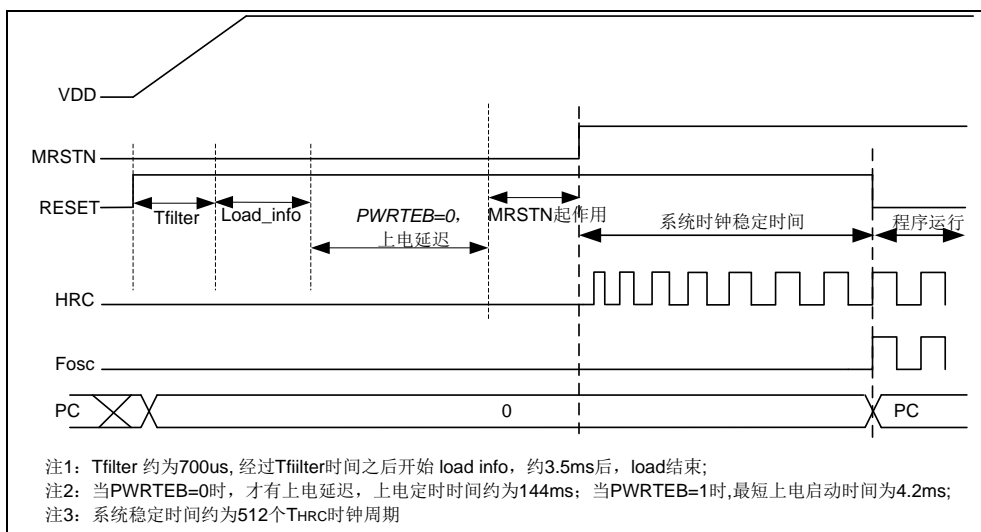 VDD
MRSTN
RESET
Tfilter
Load_info
PWRTEB=0，
上电延迟
MRSTN起作用
系统时钟稳定时间
程序运行
HRC
Fosc
PC
0
PC
注1：Tfilter 约为700us, 经过Tfiilter时间之后开始 load info，约3.5ms后，load结束;
注2：当PWRTEB=0时，才有上电延迟，上电定时时间约为144ms；当PWRTEB=1时,最短上电启动时间为4.2ms;
注3：系统稳定时间约为512个THRC时钟周期